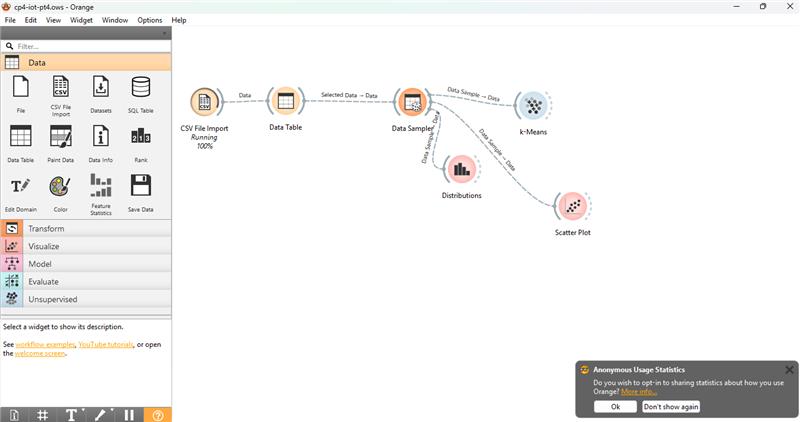 cp4-iot-pt4.ows - Orange
File Edit View Widget Window Options Help
Filter...
Data
File
CSV File
Import
Datasets
SQL Table
Data Table
Paint Data
Data Info
Rank
Edit Domain
Color
Feature
Statistics
Save Data
Transform
Visualize
Model
Evaluate
Unsupervised
Select a widget to show its description.
See workflow examples, YouTube tutorials, or open
the welcome screen.
CSV
CSV File Import
Running
100%
Data
Data Table
Selected Data → Data
Data Sampler
Data Sample → Data
k-Means
Data Sample → Data
Distributions
Data Sample → Data
Scatter Plot
Anonymous Usage Statistics
Do you wish to opt-in to sharing statistics about how you use
Orange? More info...
Ok
Don't show again